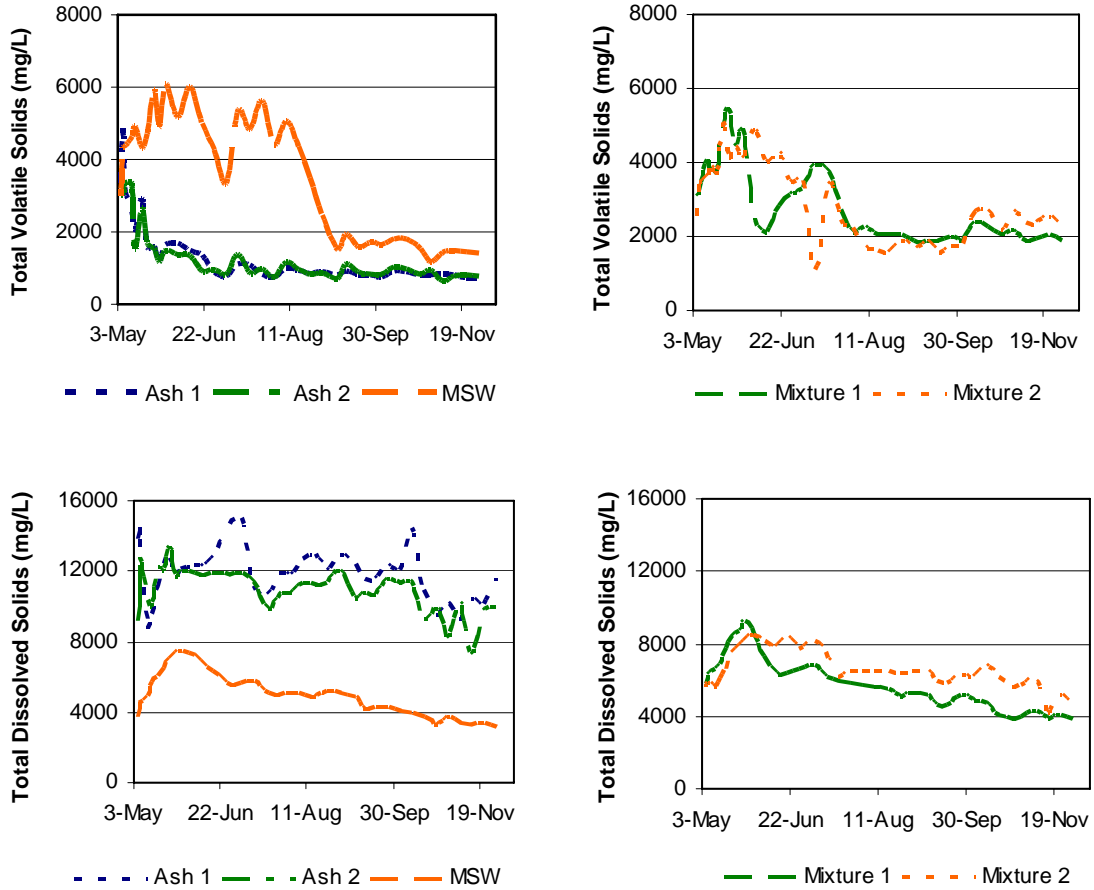 Total Volatile Solids (mg/L)
8000
6000
4000
2000
0
3-May 22-Jun 11-Aug 30-Sep 19-Nov
Ash 1 Ash 2 MSW
Total Volatile Solids (mg/L)
8000
6000
4000
2000
0
3-May 22-Jun 11-Aug 30-Sep 19-Nov
Mixture 1 Mixture 2
Total Dissolved Solids (mg/L)
16000
12000
8000
4000
0
3-May 22-Jun 11-Aug 30-Sep 19-Nov
Ash 1 Ash 2 MSW
Total Dissolved Solids (mg/L)
16000
12000
8000
4000
0
3-May 22-Jun 11-Aug 30-Sep 19-Nov
Mixture 1 Mixture 2